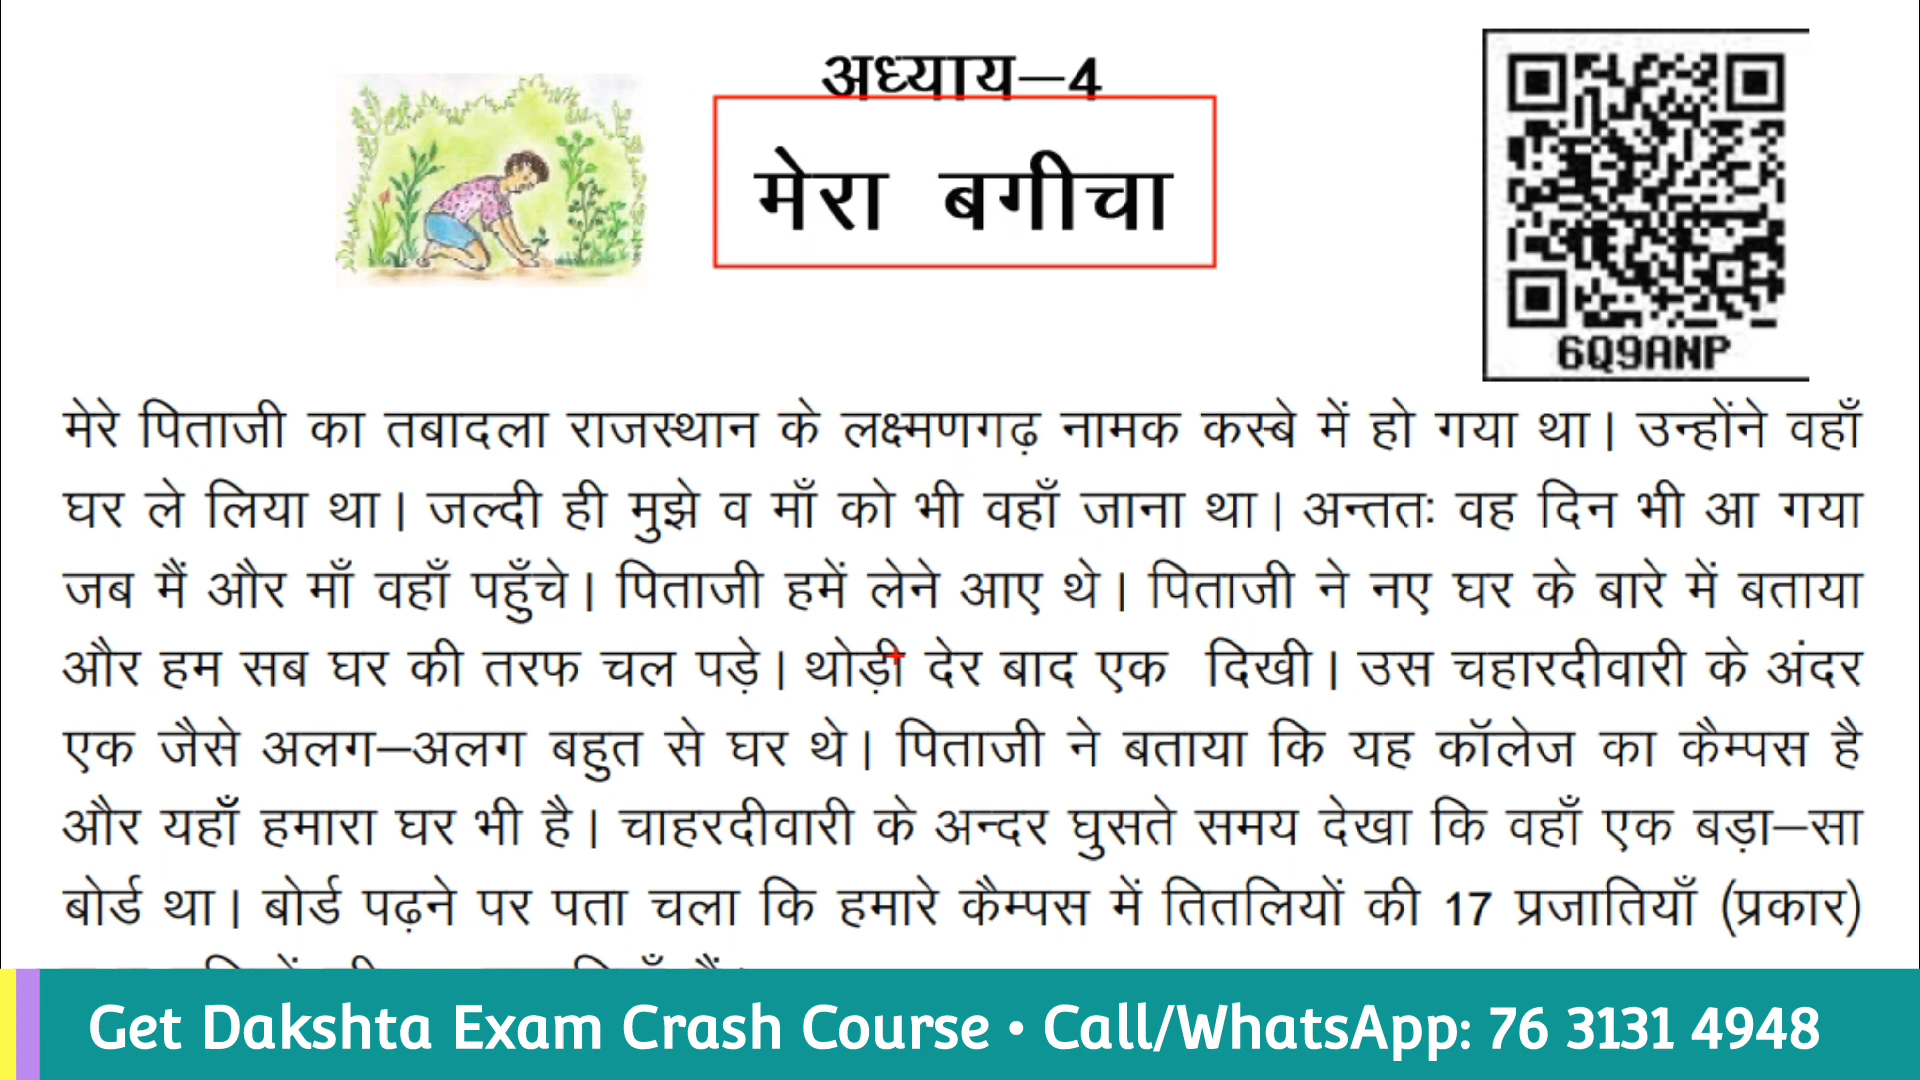 अध्याय–4
मेरा बगीचा
6Q9ANP
मेरे पिताजी का तबादला राजस्थान के लक्ष्मणगढ़ नामक कस्बे में हो गया था। उन्होंने वहाँ
घर ले लिया था। जल्दी ही मुझे व माँ को भी वहाँ जाना था। अन्ततः वह दिन भी आ गया
जब मैं और माँ वहाँ पहुँचे। पिताजी हमें लेने आए थे। पिताजी ने नए घर के बारे में बताया
और हम सब घर की तरफ चल पड़े। थोड़ी देर बाद एक दिखी। उस चहारदीवारी के अंदर
एक जैसे अलग–अलग बहुत से घर थे। पिताजी ने बताया कि यह कॉलेज का कैम्पस है
और यहाँ हमारा घर भी है। चाहरदीवारी के अन्दर घुसते समय देखा कि वहाँ एक बड़ा–सा
बोर्ड था। बोर्ड पढ़ने पर पता चला कि हमारे कैम्पस में तितलियों की 17 प्रजातियाँ (प्रकार)
Get Dakshta Exam Crash Course • Call/WhatsApp: 76 3131 4948